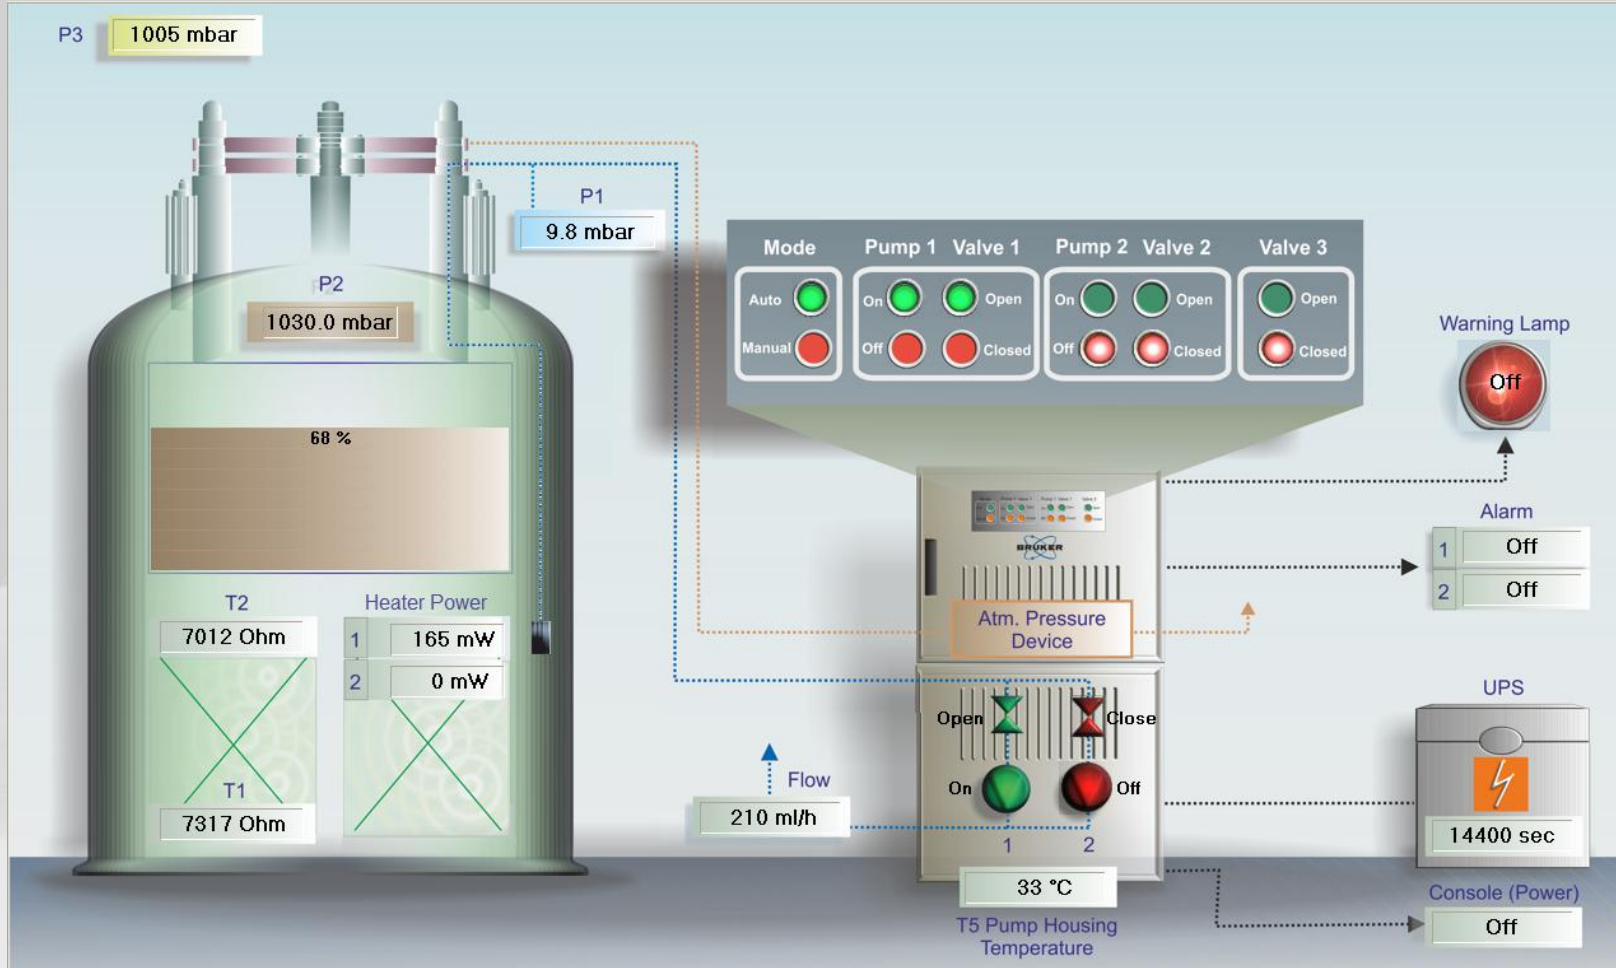 P3
1005 mbar
P1
9.8 mbar
P2
1030.0 mbar
68 %
T2
7012 Ohm
T1
7317 Ohm
Heater Power
1 165 mW
2 0 mW
Mode Pump 1 Valve 1 Pump 2 Valve 2 Valve 3
Auto On Open On Open Open
Manual Off Closed Off Closed Closed
Warning Lamp
Off
Alarm
1 Off
2 Off
BRUKER
Atm. Pressure
Device
Open Close
On Off
1 2
Flow
210 ml/h
33 °C
T5 Pump Housing
Temperature
UPS
14400 sec
Console (Power)
Off